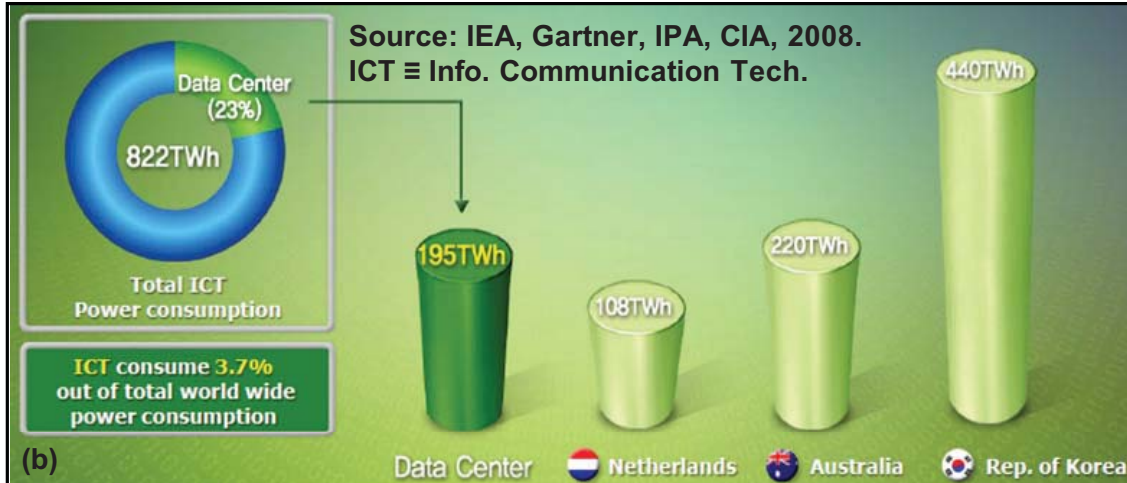 Source: IEA, Gartner, IPA, CIA, 2008.
ICT ≡ Info. Communication Tech.
Data Center
(23%)
822TWh
Total ICT
Power consumption
ICT consume 3.7%
out of total world wide
power consumption
195TWh
108TWh
220TWh
440TWh
(b)
Data Center
Netherlands
Australia
Rep. of Korea